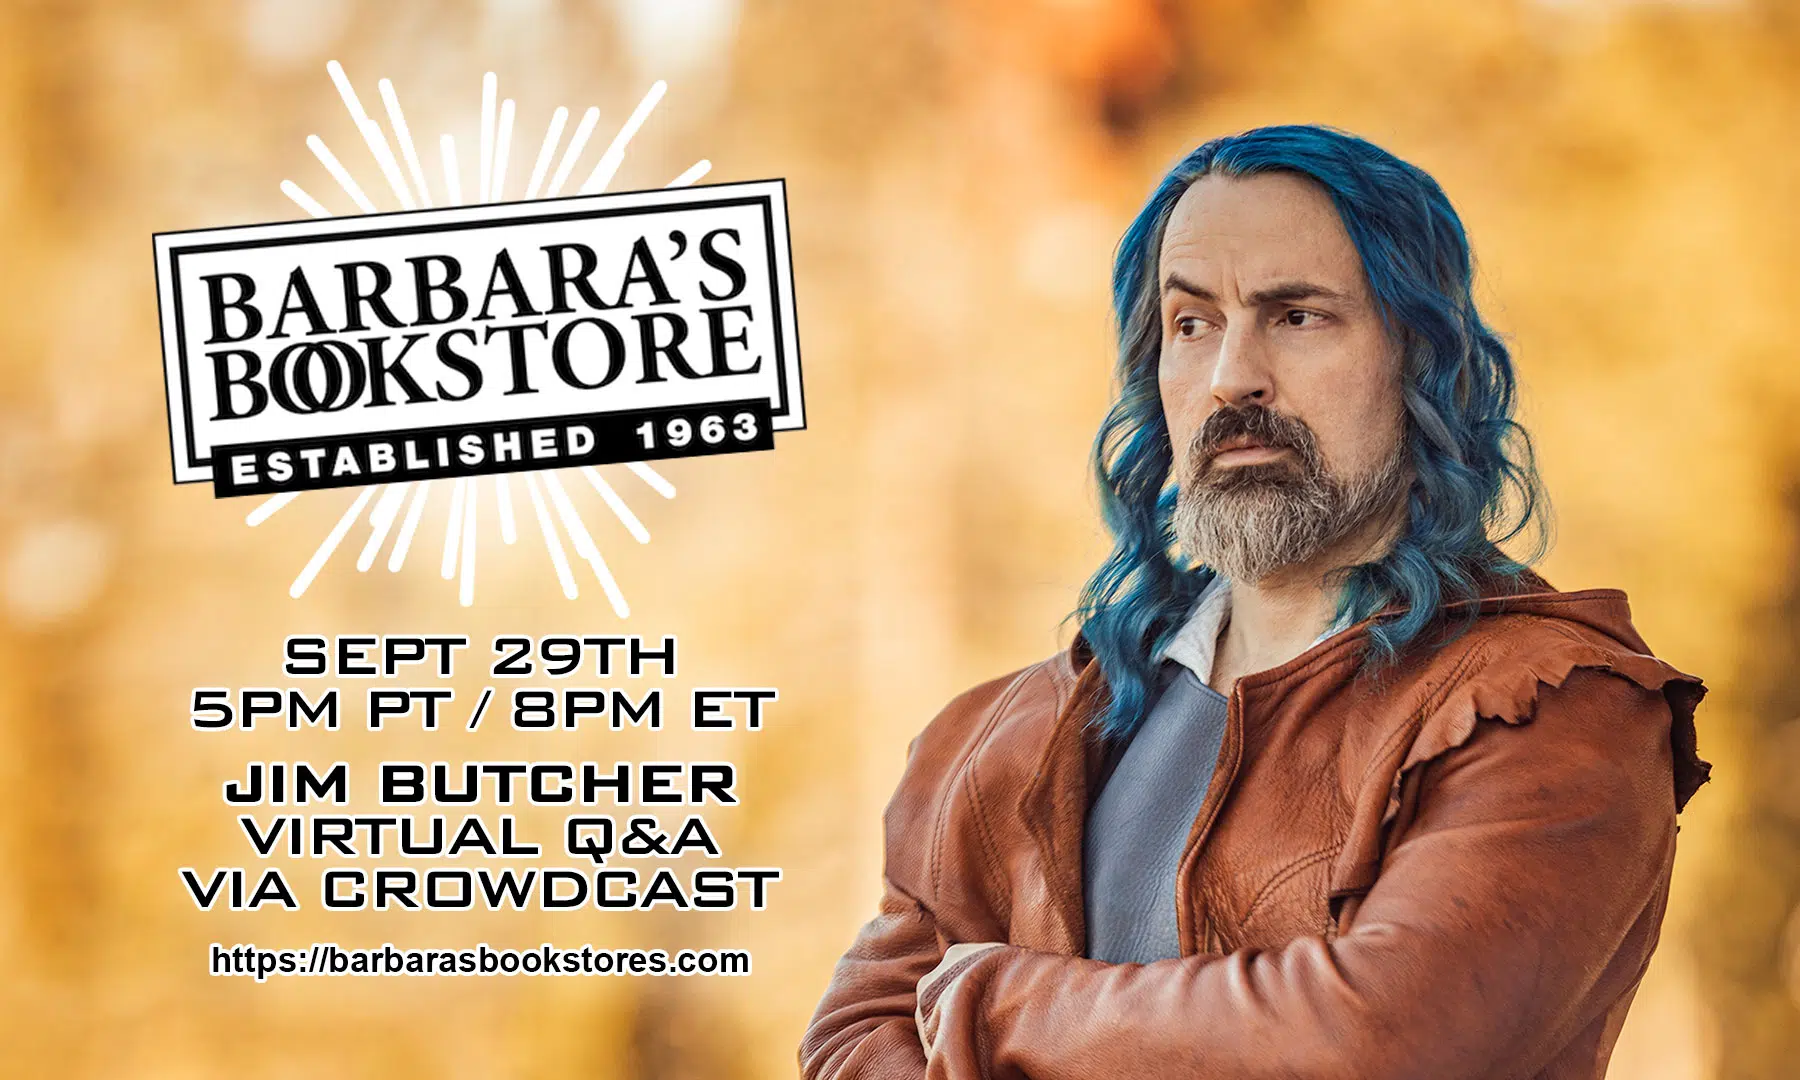 BARBARA'S
BOOKSTORE
ESTABLISHED 1963
SEPT 29TH
5PM PT / 8PM ET
JIM BUTCHER
VIRTUAL Q&A
VIA CROWDCAST
https://barbarasbookstores.com